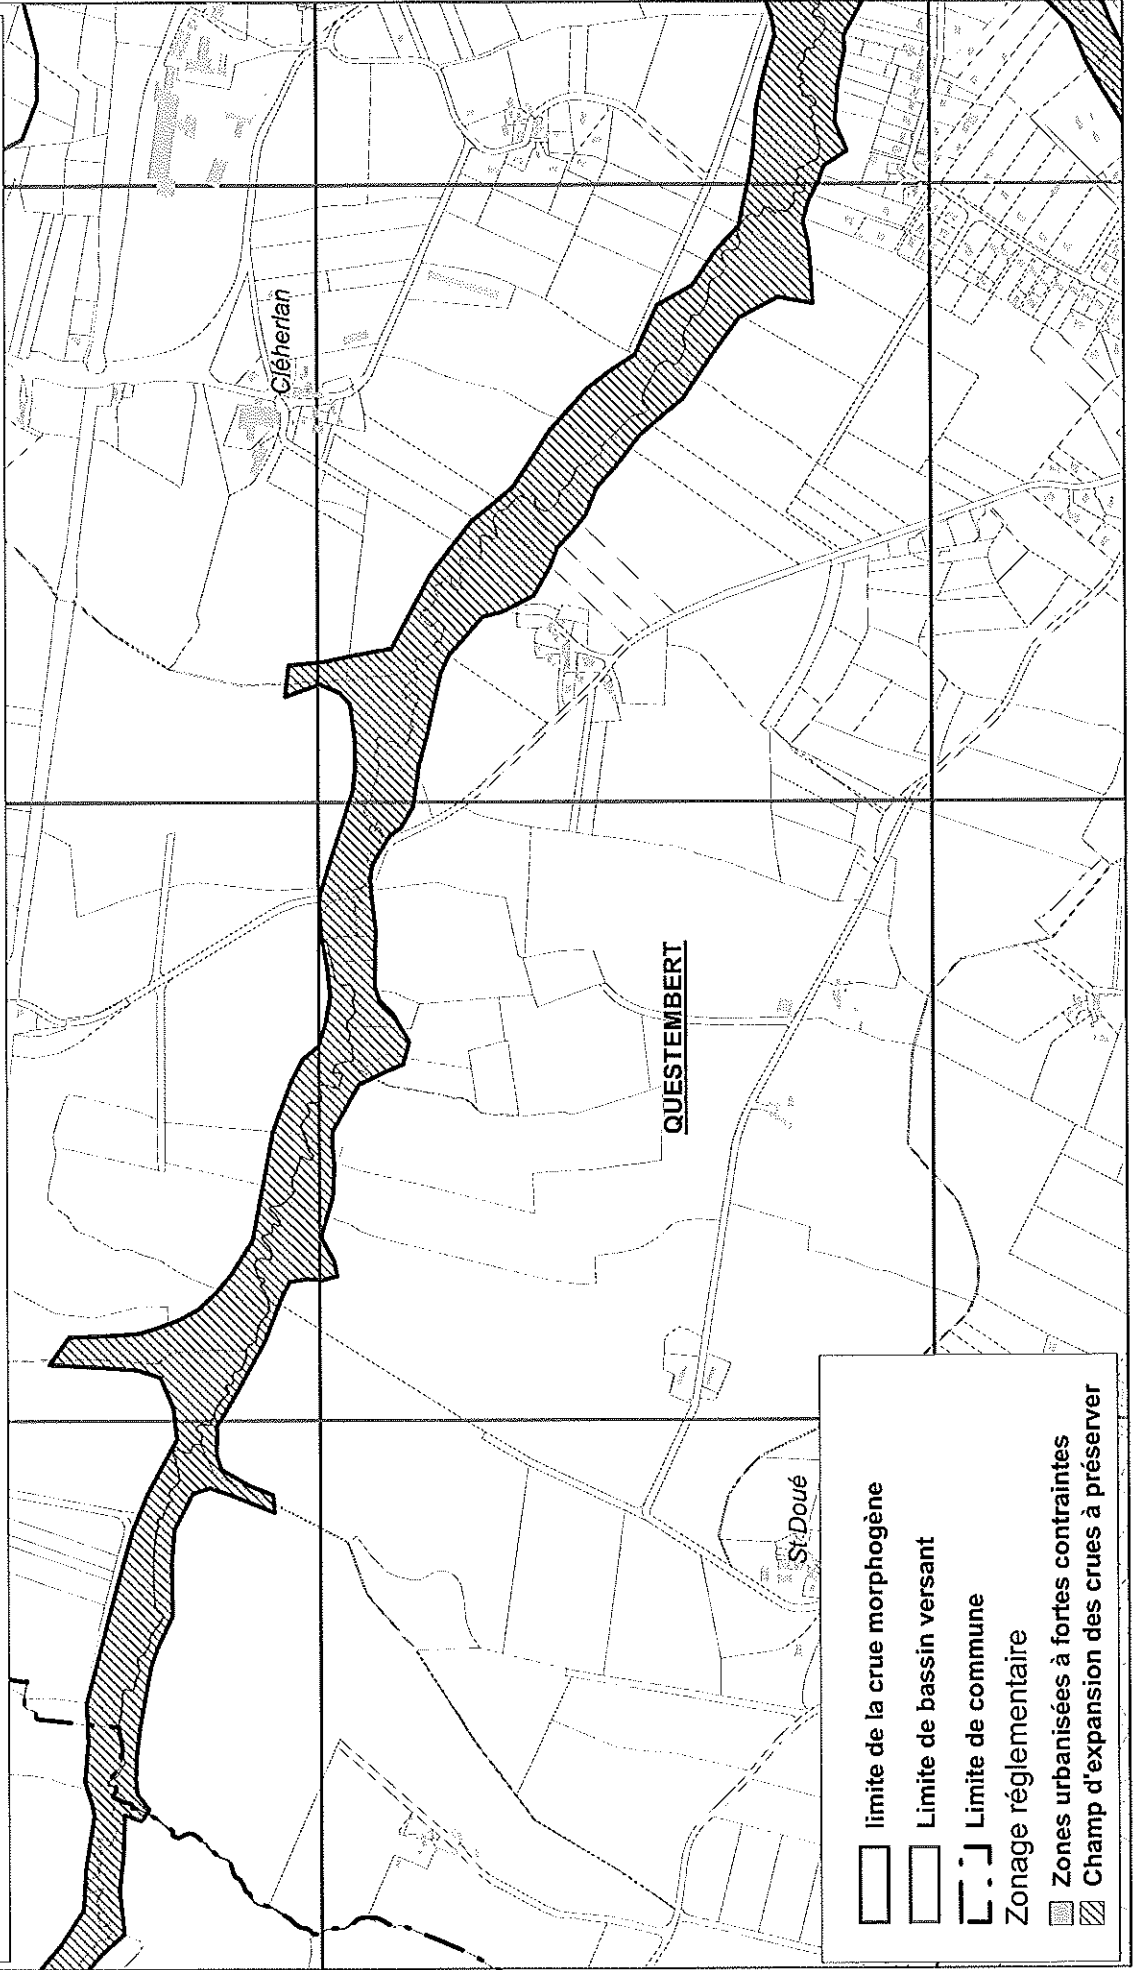 Cléherlan
QUESTEMBERT
St Doué
limite de la crue morphogène
Limite de bassin versant
Limite de commune
Zonage réglementaire
Zones urbanisées à fortes contraintes
Champ d'expansion des crues à préserver